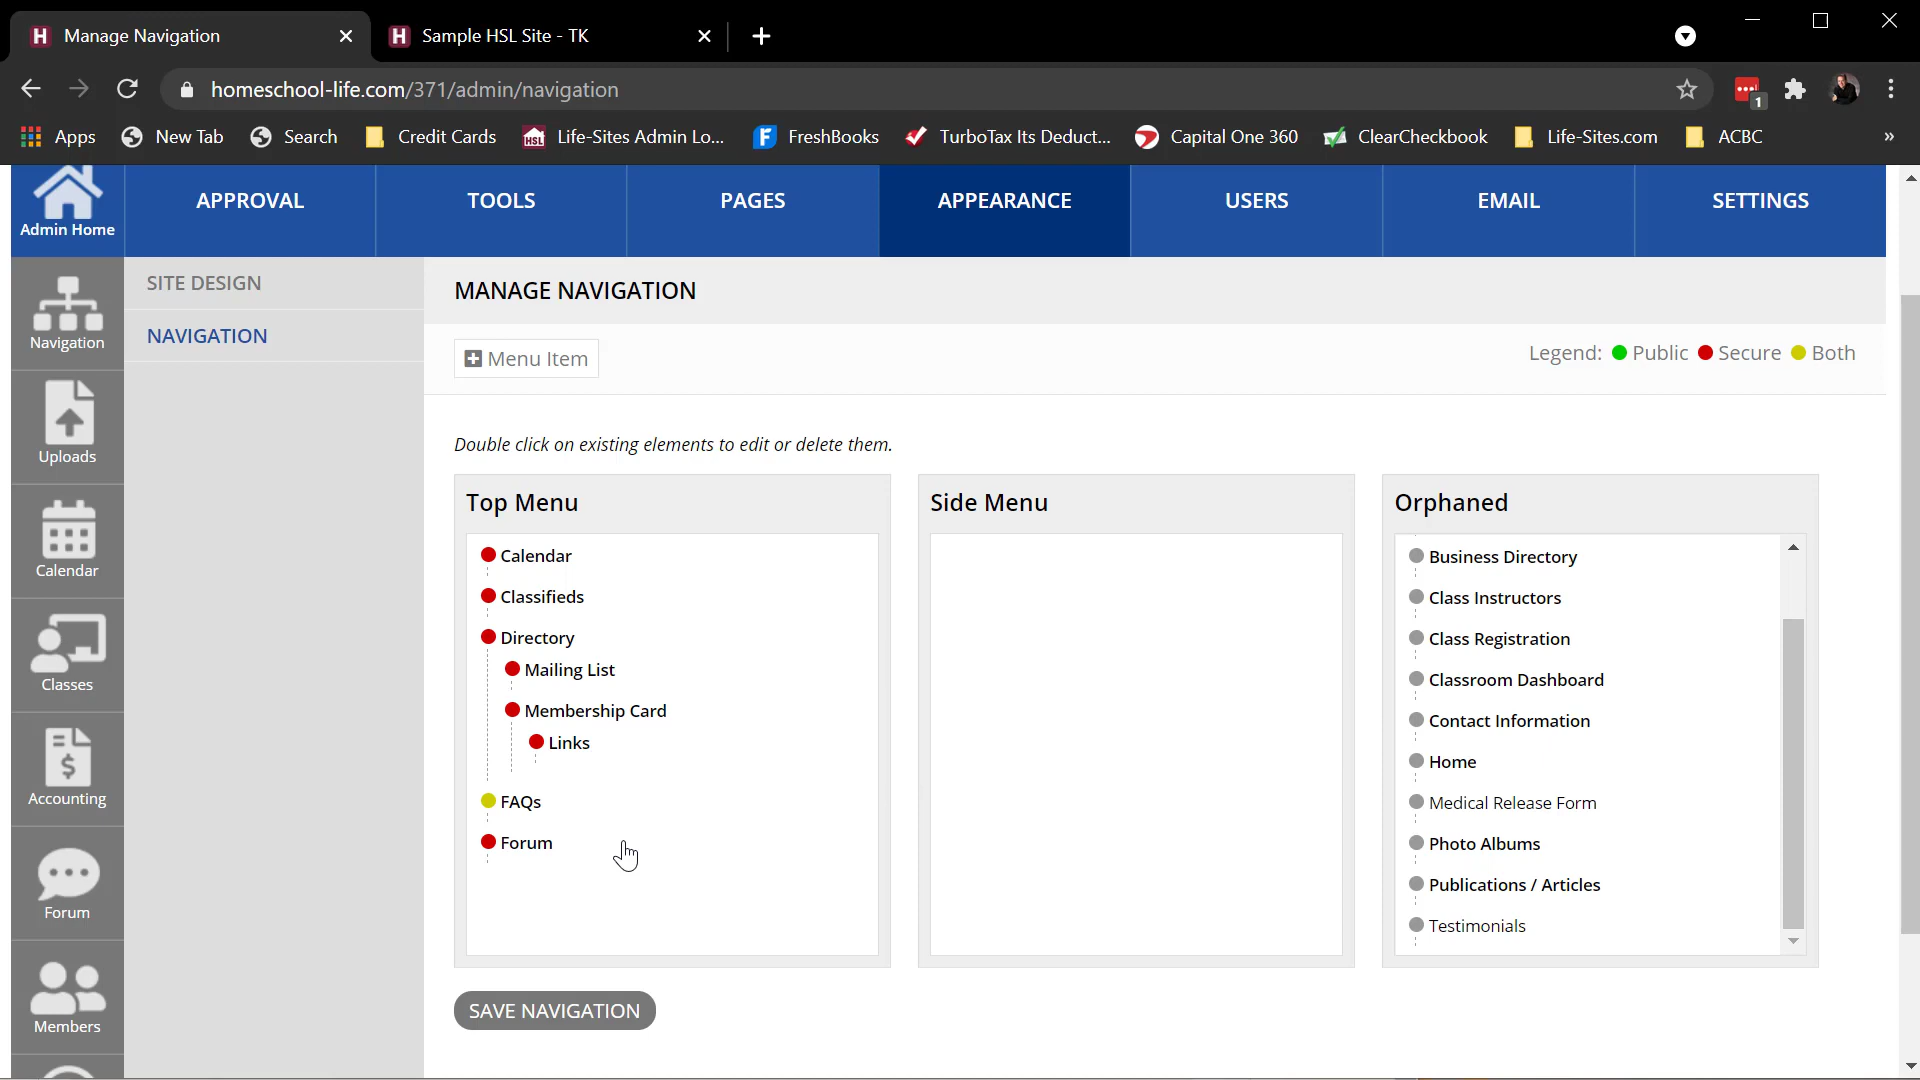 Manage Navigation
Sample HSL Site - TK
homeschool-life.com/371/admin/navigation
1
Apps
New Tab
Search
Credit Cards
HSL
Life-Sites Admin Lo...
FreshBooks
TurboTax Its Deduct...
Capital One 360
ClearCheckbook
Life-Sites.com
ACBC
»
Admin Home
APPROVAL
TOOLS
PAGES
APPEARANCE
USERS
EMAIL
SETTINGS
Navigation
Uploads
Calendar
Classes
Accounting
Forum
Members
SITE DESIGN
NAVIGATION
MANAGE NAVIGATION
Menu Item
Legend: Public Secure Both
Double click on existing elements to edit or delete them.
Top Menu
Calendar
Classifieds
Directory
Mailing List
Membership Card
Links
FAQs
Forum
Side Menu
Orphaned
Business Directory
Class Instructors
Class Registration
Classroom Dashboard
Contact Information
Home
Medical Release Form
Photo Albums
Publications / Articles
Testimonials
SAVE NAVIGATION